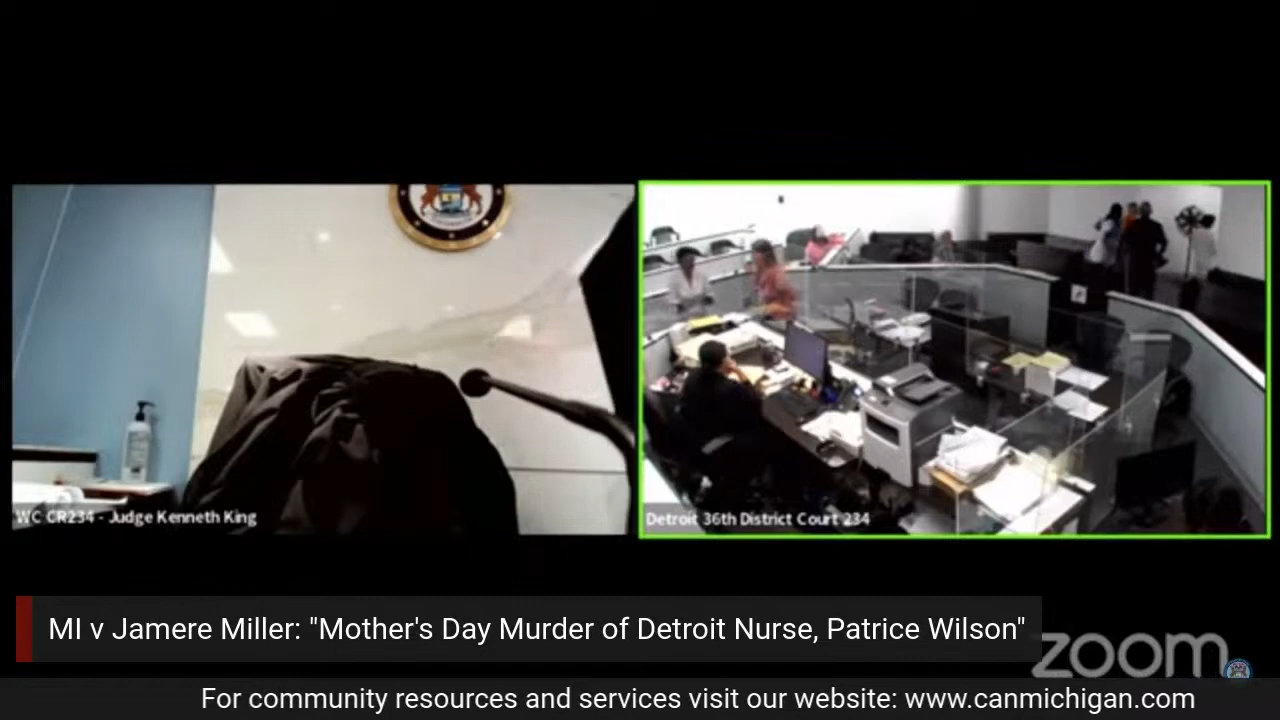 WC CR234 - Judge Kenneth King
Detroit 36th District Court 234
MI v Jamere Miller: "Mother's Day Murder of Detroit Nurse, Patrice Wilson"
zoom
For community resources and services visit our website: www.canmichigan.com